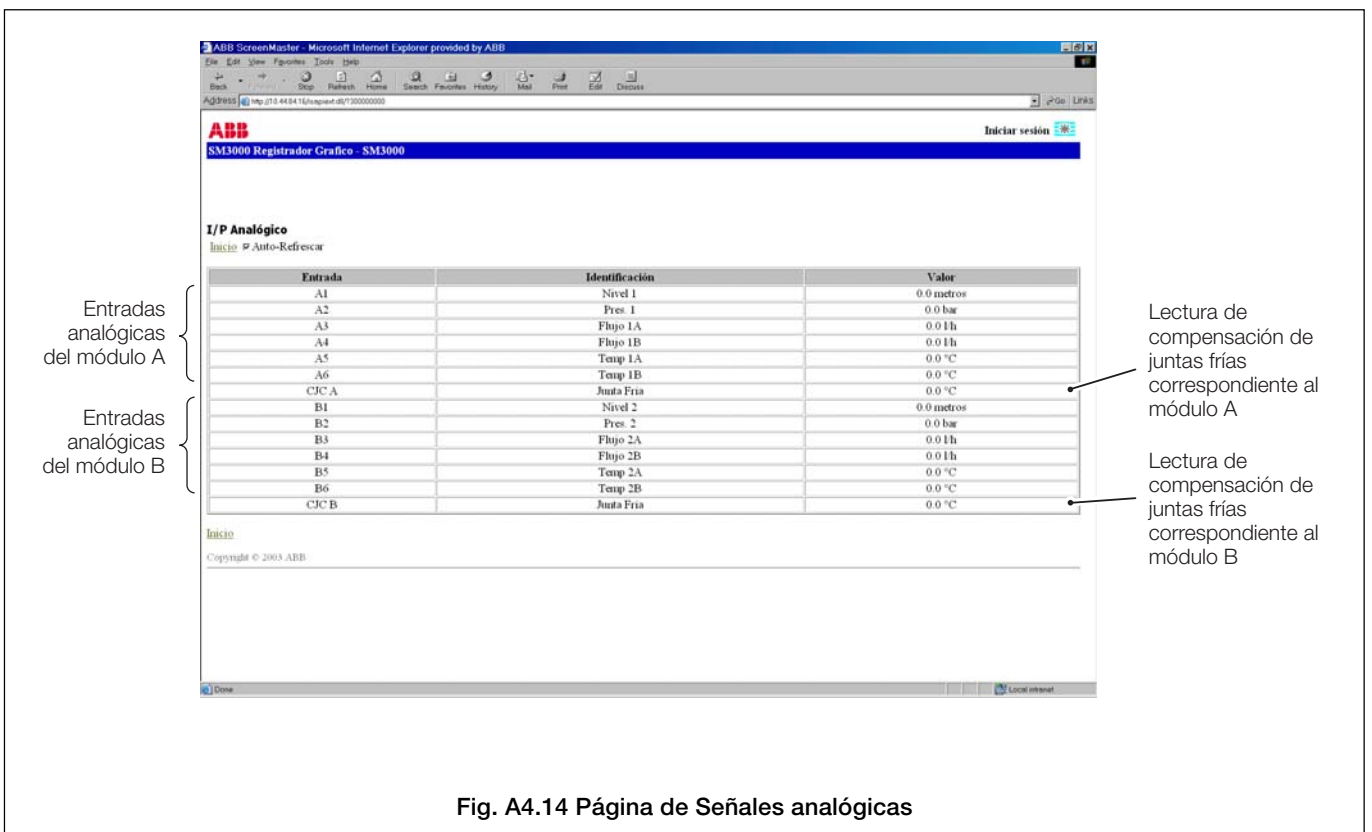 ABB ScreenMaster - Microsoft Internet Explorer provided by ABB
File Edit View Favorites Tools Help
Back Forward Stop Refresh Home Search Favorites History Mail Print Edit Discuss
Address Go Links
ABB
Iniciar sesión
SM3000 Registrador Grafico - SM3000
I/P Analógico
Inicio Auto-Refrescar
Entrada Identificación Valor
A1 Nivel 1 0.0 metros
A2 Pres. 1 0.0 bar
A3 Flujo 1A 0.0 l/h
A4 Flujo 1B 0.0 l/h
A5 Temp 1A 0.0 °C
A6 Temp 1B 0.0 °C
CJC A Junta Fria 0.0 °C
B1 Nivel 2 0.0 metros
B2 Pres. 2 0.0 bar
B3 Flujo 2A 0.0 l/h
B4 Flujo 2B 0.0 l/h
B5 Temp 2A 0.0 °C
B6 Temp 2B 0.0 °C
CJC B Junta Fria 0.0 °C
Inicio
Copyright © 2003 ABB
Done Local intranet
Entradas
analógicas
del módulo A
Entradas
analógicas
del módulo B
Lectura de
compensación de
juntas frías
correspondiente al
módulo A
Lectura de
compensación de
juntas frías
correspondiente al
módulo B
Fig. A4.14 Página de Señales analógicas